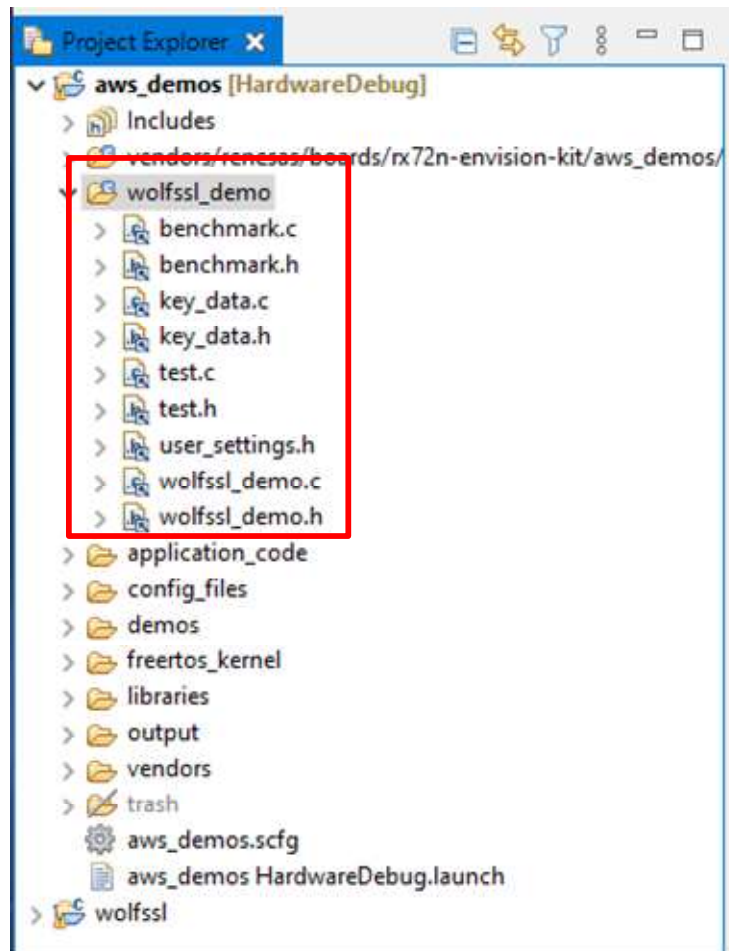 Project Explorer
aws_demos [HardwareDebug]
Includes
vendors/renesas/boards/rx72n-envision-kit/aws_demos/
wolfssl_demo
benchmark.c
benchmark.h
key_data.c
key_data.h
test.c
test.h
user_settings.h
wolfssl_demo.c
wolfssl_demo.h
application_code
config_files
demos
freertos_kernel
libraries
output
vendors
trash
aws_demos.scfg
aws_demos HardwareDebug.launch
wolfssl